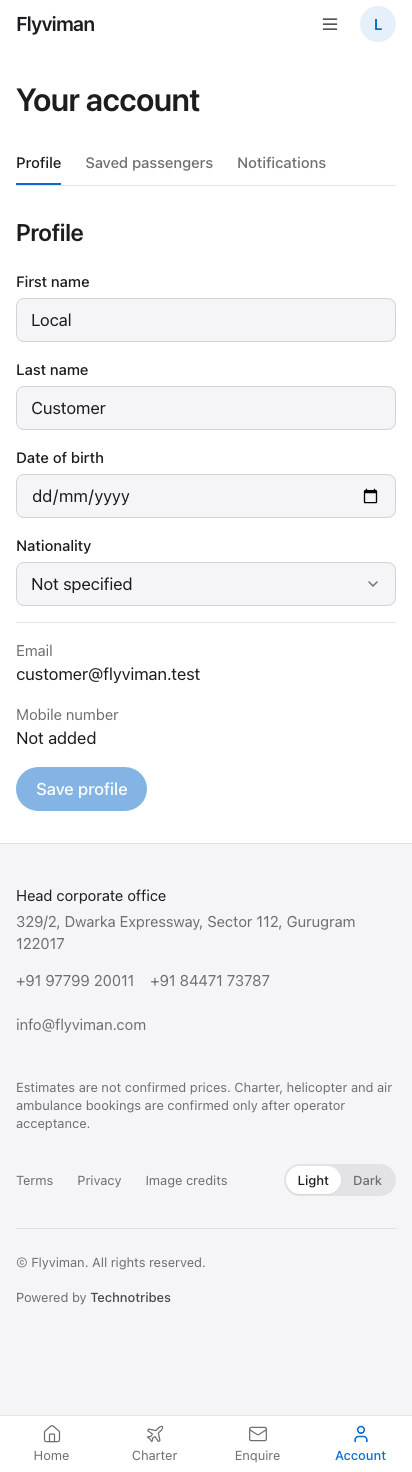 Flyviman
L
Your account
Profile Saved passengers Notifications
Profile
First name
Local
Last name
Customer
Date of birth
dd/mm/yyyy
Nationality
Not specified
Email
customer@flyviman.test
Mobile number
Not added
Save profile
Head corporate office
329/2, Dwarka Expressway, Sector 112, Gurugram
122017
+91 97799 20011 +91 84471 73787
info@flyviman.com
Estimates are not confirmed prices. Charter, helicopter and air
ambulance bookings are confirmed only after operator
acceptance.
Terms Privacy Image credits Light Dark
© Flyviman. All rights reserved.
Powered by Technotribes
Home Charter Enquire Account